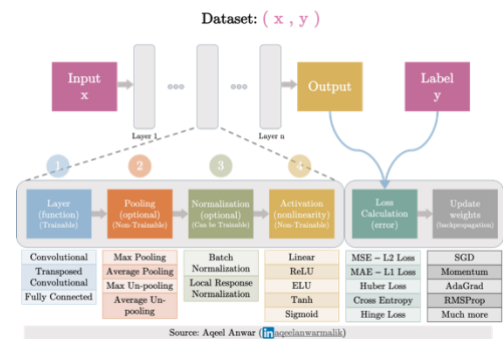 Dataset: ( x , y )
Input
x
Layer 1
Layer n
Output
Label
y
1
2
3
4
Layer
(function)
(Trainable)
Pooling
(optional)
(Non-Trainable)
Normalization
(optional)
(Can be Trainable)
Activation
(nonlinearity)
(Non-Trainable)
Loss
Calculation
(error)
Update
weights
(backpropagation)
Convolutional
Transposed
Convolutional
Fully Connected
Max Pooling
Average Pooling
Max Un-pooling
Average Un-
pooling
Batch
Normalization
Local Response
Normalization
Linear
ReLU
ELU
Tanh
Sigmoid
MSE – L2 Loss
MAE – L1 Loss
Huber Loss
Cross Entropy
Hinge Loss
SGD
Momentum
AdaGrad
RMSProp
Much more
Source: Aqeel Anwar (in aqeelanwarmalik)